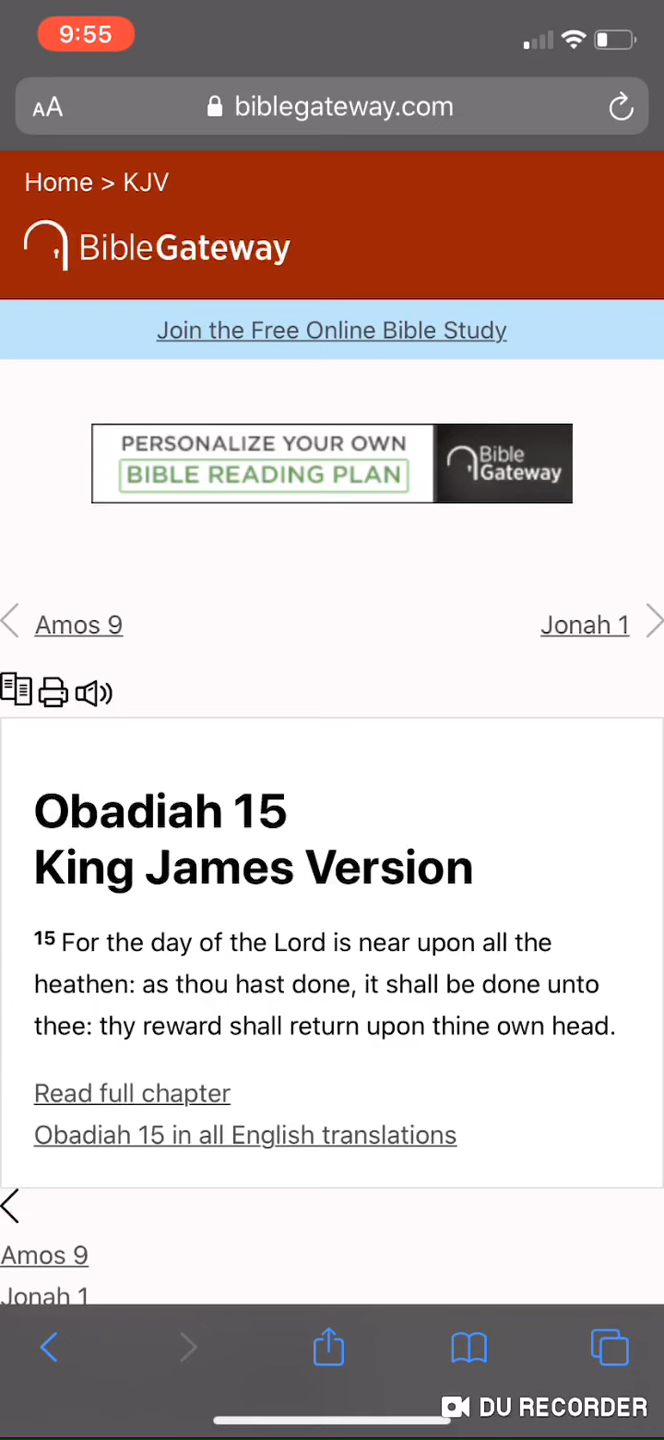 9:55
AA biblegateway.com
Home > KJV
BibleGateway
Join the Free Online Bible Study
PERSONALIZE YOUR OWN
BIBLE READING PLAN
Bible
Gateway
Amos 9 Jonah 1
Obadiah 15
King James Version
15 For the day of the Lord is near upon all the
heathen: as thou hast done, it shall be done unto
thee: thy reward shall return upon thine own head.
Read full chapter
Obadiah 15 in all English translations
Amos 9
Jonah 1
DU RECORDER